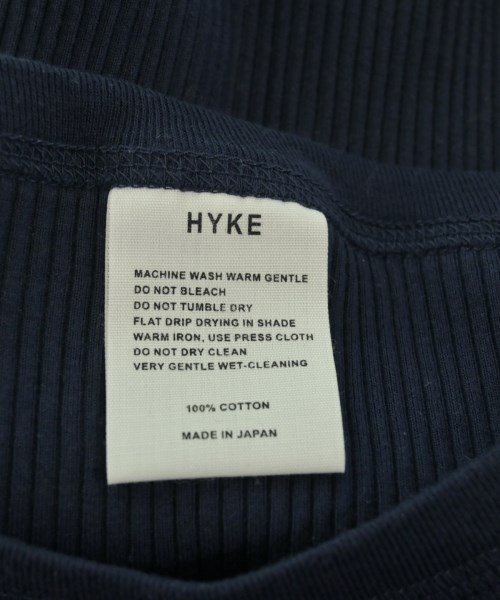 HYKE
MACHINE WASH WARM GENTLE
DO NOT BLEACH
DO NOT TUMBLE DRY
FLAT DRIP DRYING IN SHADE
WARM IRON, USE PRESS CLOTH
DO NOT DRY CLEAN
VERY GENTLE WET-CLEANING
100% COTTON
MADE IN JAPAN